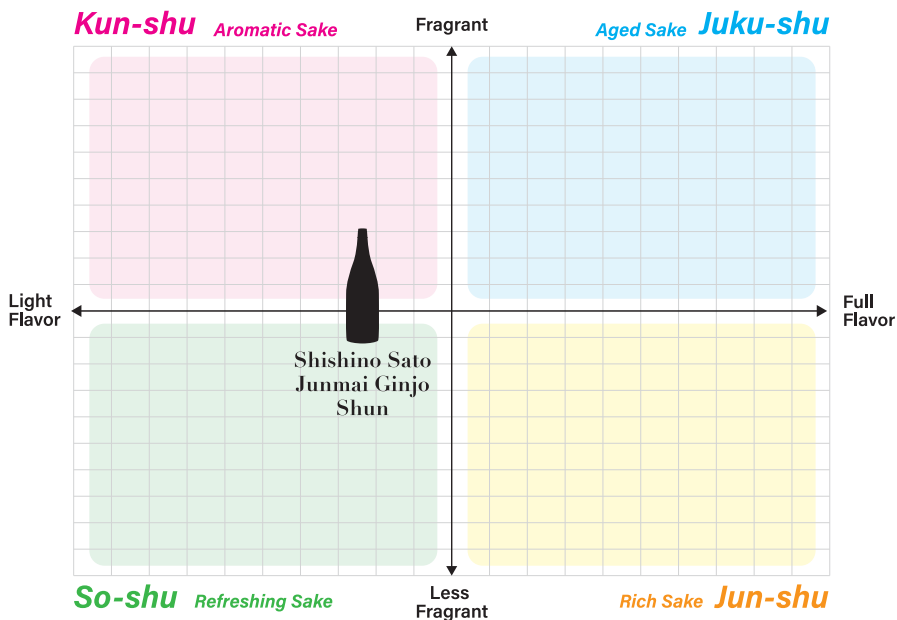 Kun-shu Aromatic Sake
Fragrant
Aged Sake Juku-shu
Light
Flavor
Full
Flavor
Shishino Sato
Junmai Ginjo
Shun
So-shu Refreshing Sake
Less
Fragrant
Rich Sake Jun-shu